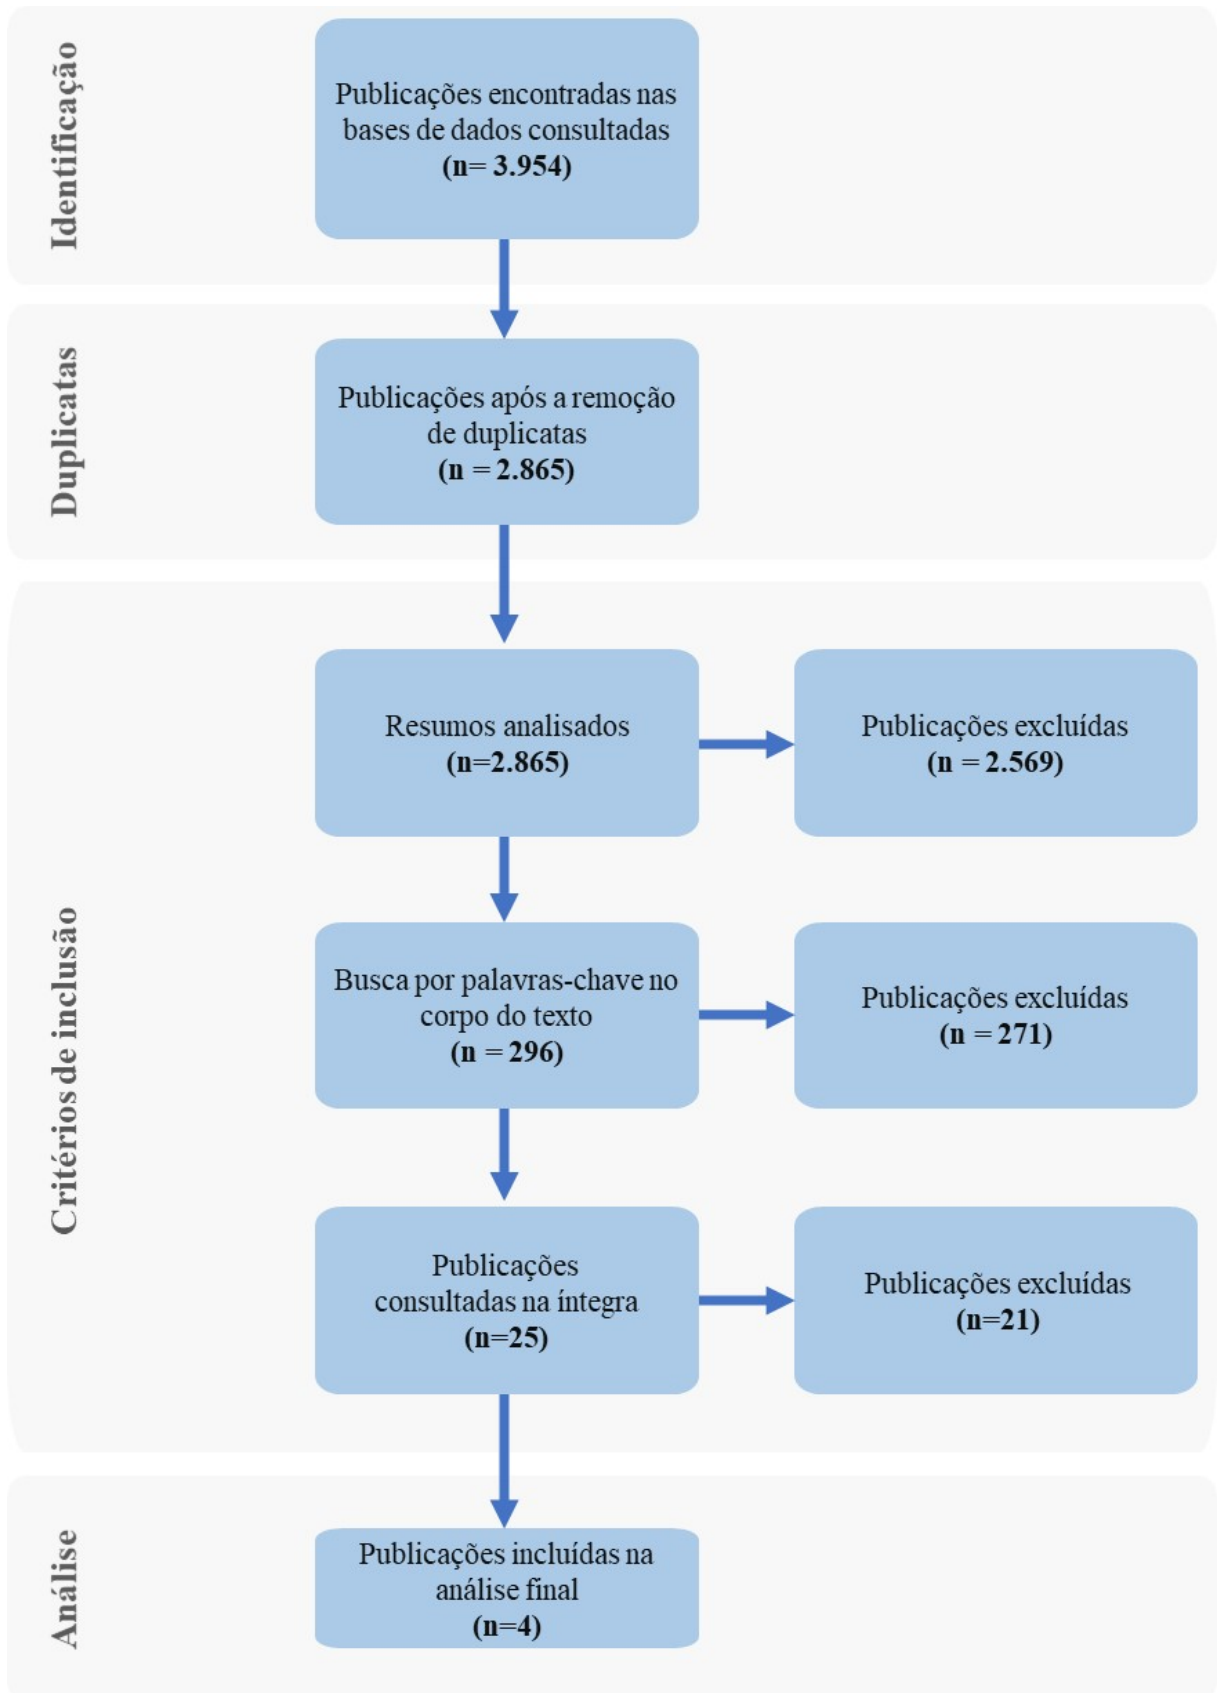 Identificação
Publicações encontradas nas
bases de dados consultadas
(n= 3.954)
Duplicatas
Publicações após a remoção
de duplicatas
(n = 2.865)
Critérios de inclusão
Resumos analisados
(n=2.865)
Publicações excluídas
(n = 2.569)
Busca por palavras-chave no
corpo do texto
(n = 296)
Publicações excluídas
(n = 271)
Publicações
consultadas na íntegra
(n=25)
Publicações excluídas
(n=21)
Análise
Publicações incluídas na
análise final
(n=4)